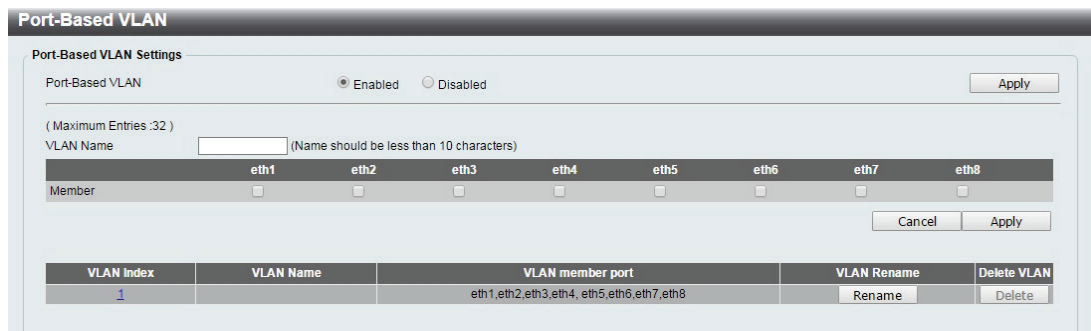 Port-Based VLAN
Port-Based VLAN Settings
Port-Based VLAN Enabled Disabled Apply
( Maximum Entries :32 )
VLAN Name (Name should be less than 10 characters)
eth1 eth2 eth3 eth4 eth5 eth6 eth7 eth8
Member
Cancel Apply
VLAN Index VLAN Name VLAN member port VLAN Rename Delete VLAN
1 eth1,eth2,eth3,eth4, eth5,eth6,eth7,eth8 Rename Delete